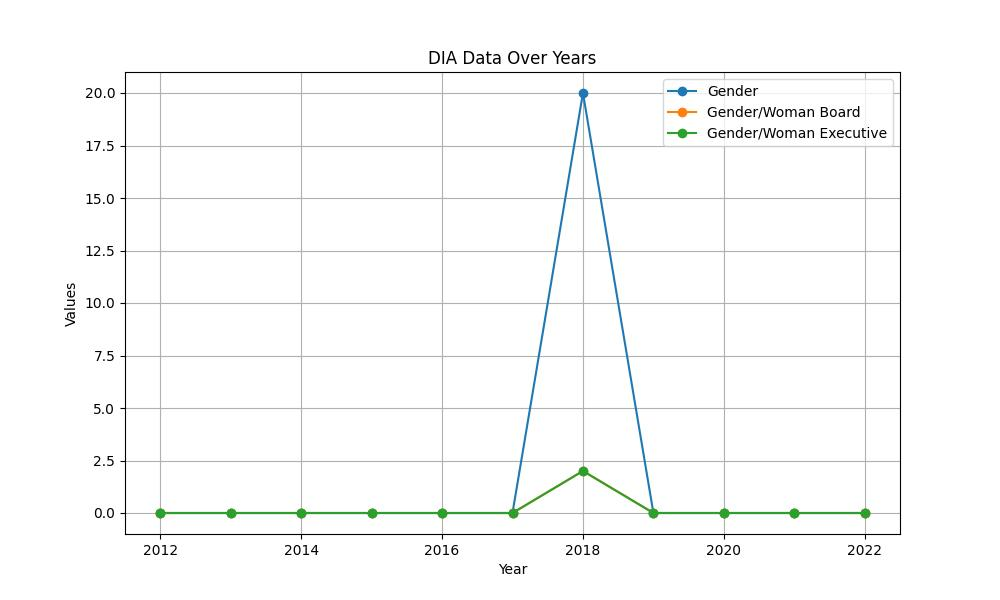 DIA Data Over Years
Gender
Gender/Woman Board
Gender/Woman Executive
Values
20.0
17.5
15.0
12.5
10.0
7.5
5.0
2.5
0.0
2012 2014 2016 2018 2020 2022
Year